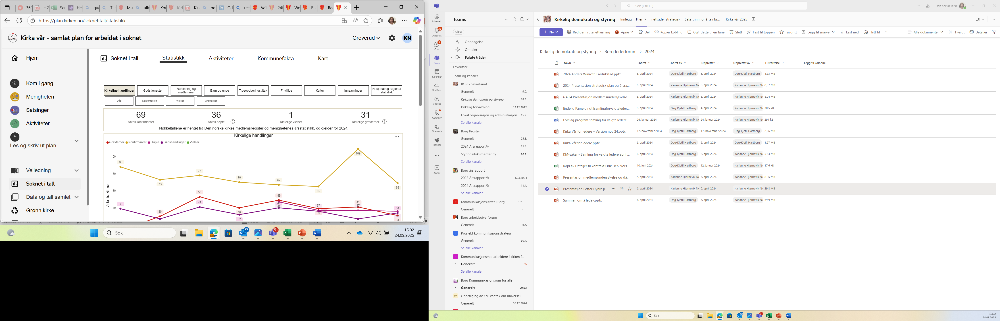 https://plan.kirken.no/soknetitall/statistikk
Kirka vår - samlet plan for arbeidet i soknet
Greverud
KN
Hjem
Kom i gang
Menigheten
Satsinger
Aktiviteter
Les og skriv ut plan
Veiledning
Soknet i tall
Data og tall samlet
Grønn kirke
Soknet i tall Statistikk Aktiviteter Kommunefakta Kart
Kirkelige handlinger Gudstjenester Befolkning og medlemmer Barn og unge Trosopplæringstiltak Frivillige Kultur Innsamlinger Nasjonal og regional statistikk
Dåp Konfirmasjon Vielser Gravferder
69 36 1 31
Antall konfirmanter Antall døpte Kirkelige vielser Kirkelige gravferder
Nøkkeltallene er hentet fra Den norske kirkes medlemsregister og menighetenes årsstatistikk, og gjelder for 2024.
Kirkelige handlinger
Gravferder Konfirmanter Døpte Dåpshandlinger Vielser
Antall handlinger
100
80
60
40
88 73 78 70 67 65 109 69
39 30 53 41 40 32 49 37 39 41 37 34 31
Søk
15:02
24.09.2025
Søk (Ctrl+E)
Den norske kirke
Intranett
Aktivitet
Chat
Team
Kalender
OneDrive
Copilot
Samtaler
OneNote
Planner
Apper
Teams
Ulest
Oppdagelse
Omtaler
Fulgte tråder
Favoritter
Team og kanaler
BORG Sekretariat
Generelt 9.9.
Kirkelig demokrati og styring 18.8.
Kirkelig forvaltning 12.12.2022
Lokal organisasjon og administrasjon 15.9.
Se alle kanaler
Borg Proster
Generelt 25.8.
2024 Årsrapport 11.4.
Styringsdokumenter ny 26.3.
Se alle kanaler
Borg årsrapport
2023 Årsrapport 14.03.2024
2024 Årsrapport 11.4.
Se alle kanaler
Kommunikasjonsløftet i Borg
Generelt
Borg arbeidsgiverforum
Generelt 6.6.
Prosjekt kommunikasjonsstrategi
Generelt 30.4.
Se alle kanaler
Kommunikasjonsmedarbeidere i kirken (...
Generelt
Se alle kanaler
Borg Kommunikasjonsrom for alle
Generelt 09:23
Oppfølging av KM-vedtak om universell ...
Generelt 05.12.2024
Kirkelig demokrati og styring Innlegg Filer nettsider strategisk Seks trinn for å ta i br... Kirka vår 2025
Ny Rediger i rutenettvisning Åpne Del Kopier kobling Gjør dette til en fane Slett Fest til toppen Favoritt Legg til snarvei Last ned Flytt til Alle dokumenter 1 valgt Detaljer
Kirkelig demokrati og styring > Borg lederforum > 2024
Navn Endret Endret av Opprettet Opprettet av Filstørrelse Legg til kolonne
2024 Anders Winroth Fredrikstad.pptx 6. april 2024 Dag-Kjetil Hartberg 6. april 2024 Dag-Kjetil Hartberg 4,33 MB
2024 Presentasjon strategisk plan og årsra... 6. april 2024 Karianne Hjørnevik 6. april 2024 Karianne Hjørnevik 8,37 MB
6.4.24 Presentasjon medlemsundersøkelse ... 6. april 2024 Karianne Hjørnevik 6. april 2024 Karianne Hjørnevik 8,94 MB
Endelig Påmeldingtilsamlingforvalgteleder... 8. april 2024 Dag-Kjetil Hartberg 4. april 2024 Karianne Hjørnevik 30,5 kB
Forslag program samling for valgte ledere ... 26. januar 2024 Karianne Hjørnevik 24. januar 2024 Karianne Hjørnevik 291 kB
Kirka Vår for ledere – Versjon nov 24.pptx 17. november 2024 Dag-Kjetil Hartberg 17. november 2024 Dag-Kjetil Hartberg 2,66 MB
Kirka Vår for ledere.pptx 6. april 2024 Dag-Kjetil Hartberg 6. april 2024 Dag-Kjetil Hartberg 1,27 MB
KM-saker - Samling for valgte ledere april ... 6. april 2024 Dag-Kjetil Hartberg 6. april 2024 Karianne Hjørnevik 5,63 MB
Kopi av Detaljer til kontrakt Eirik Den Nors... 10. juni 2024 Dag-Kjetil Hartberg 12. januar 2024 Karianne Hjørnevik 17,6 kB
Presentasjon medlemsundersøkelse og då... 5. april 2024 Karianne Hjørnevik 5. april 2024 Karianne Hjørnevik 8,95 MB
Presentasjon Petter Dyhre.p... 6. april 2024 Karianne Hjørnevik 6. april 2024 Karianne Hjørnevik 29,8 MB
Sammen om å lede».pptx 6. april 2024 Dag-Kjetil Hartberg 5. april 2024 Karianne Hjørnevik 69,9 MB
Søk
15:02
24.09.2025